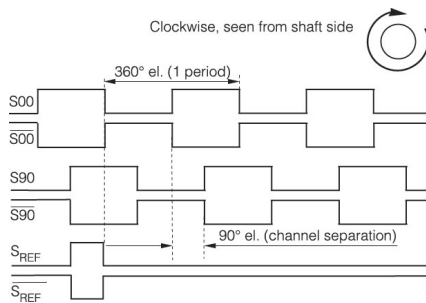 Clockwise, seen from shaft side
360° el. (1 period)
S00
S00
S90
S90
90° el. (channel separation)
SREF
SREF